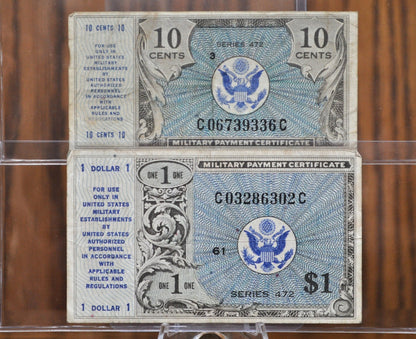 10 CENTS 10
FOR USE
ONLY IN
UNITED STATES
MILITARY
ESTABLISHMENTS
BY
UNITED STATES
AUTHORIZED
PERSONNEL
IN ACCORDANCE
WITH
APPLICABLE
RULES AND
REGULATIONS
10 CENTS 10
10
CENTS
SERIES 472
3
10
CENTS
C06739336C
MILITARY PAYMENT CERTIFICATE
1 DOLLAR 1
FOR USE
ONLY IN
UNITED STATES
MILITARY
ESTABLISHMENTS
BY
UNITED STATES
AUTHORIZED
PERSONNEL
IN ACCORDANCE
WITH
APPLICABLE
RULES AND
REGULATIONS
1 DOLLAR 1
ONE 1 ONE
C03286302C
61
ONE 1 ONE
SERIES 472
$1